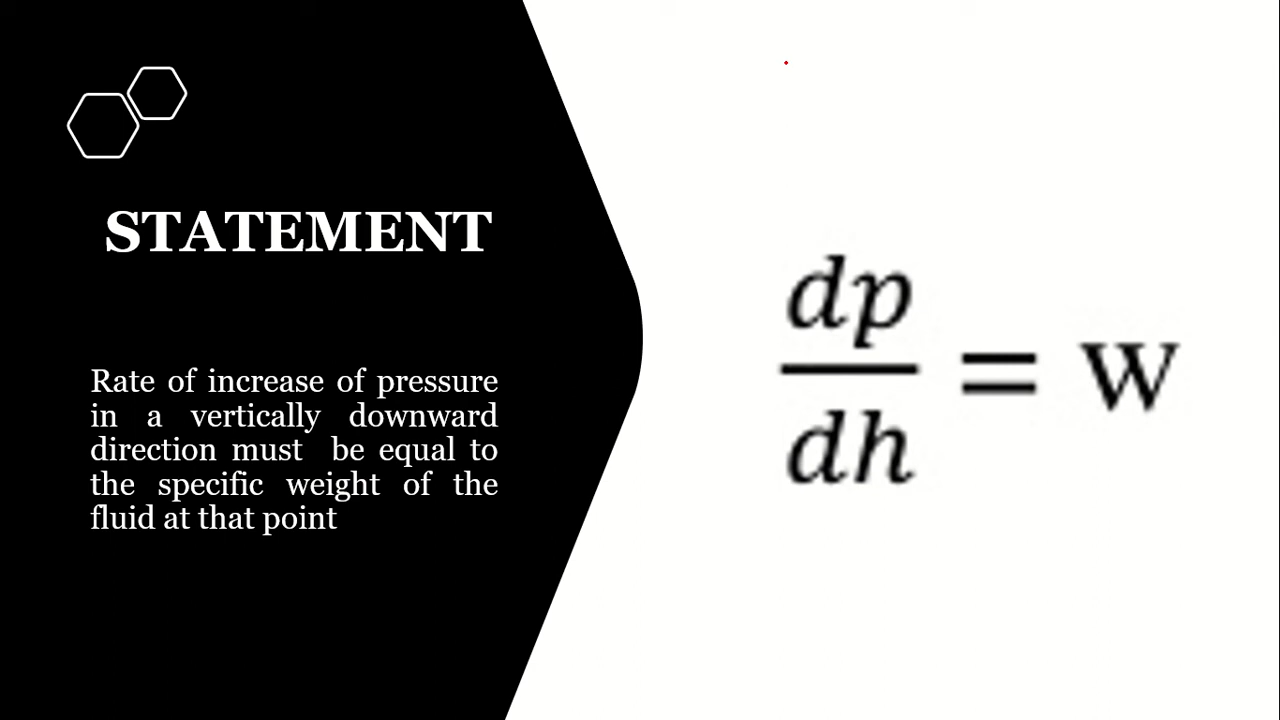 STATEMENT
Rate of increase of pressure
in a vertically downward
direction must be equal to
the specific weight of the
fluid at that point
dp
dh
= w